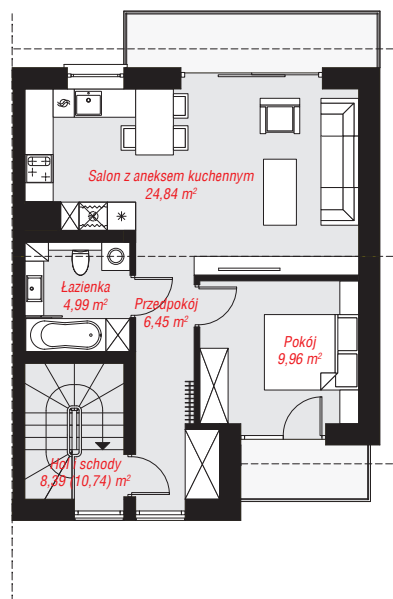 Salon z aneksem kuchennym
24,84 m²
Łazienka
4,99 m²
Przedpokój
6,45 m²
Pokój
9,96 m²
Hol i schody
8,39 (10,74) m²